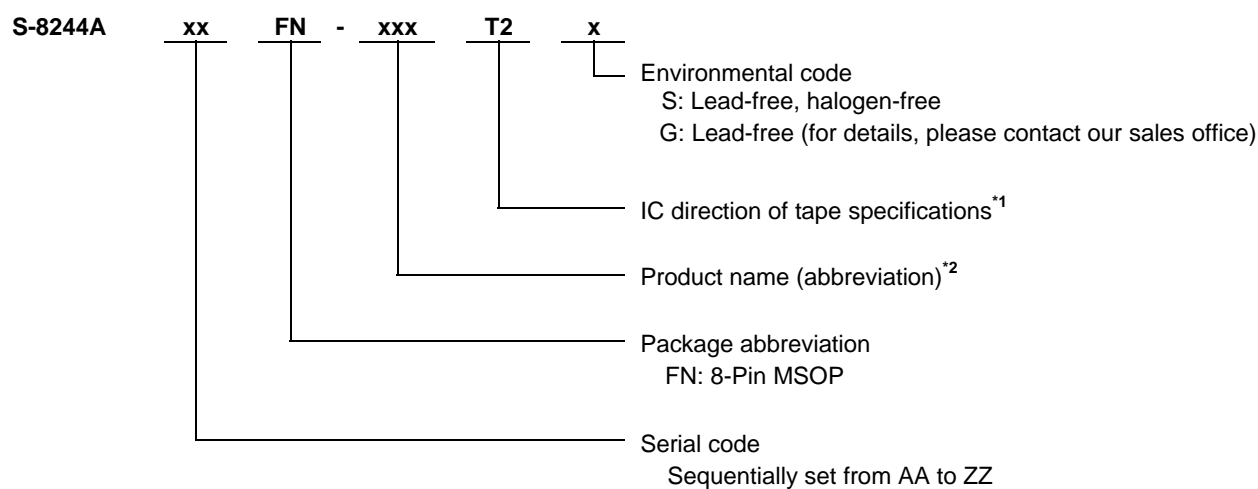 S-8244A xx FN - xxx T2 x
Environmental code
S: Lead-free, halogen-free
G: Lead-free (for details, please contact our sales office)
IC direction of tape specifications*1
Product name (abbreviation)*2
Package abbreviation
FN: 8-Pin MSOP
Serial code
Sequentially set from AA to ZZ